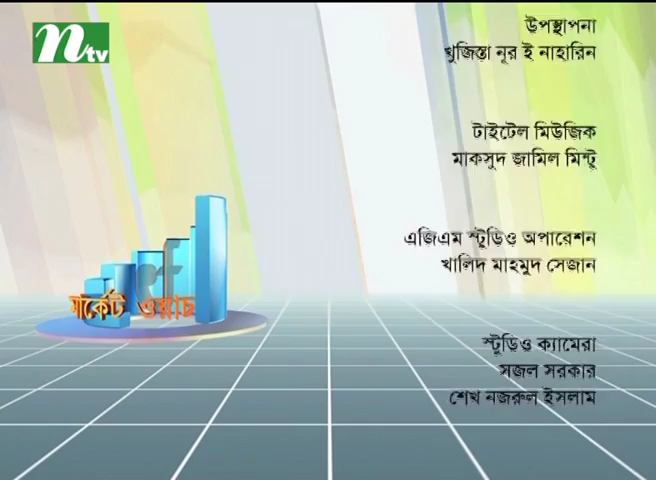 ntv
উপস্থাপনা
খুজিস্তা নূর ই নাহারিন
টাইটেল মিউজিক
মাকসুদ জামিল মিন্টু
এজিএম স্টুডিও অপারেশন
খালিদ মাহমুদ সেজান
মার্কেট ওয়াচ
স্টুডিও ক্যামেরা
সজল সরকার
শেখ নজরুল ইসলাম